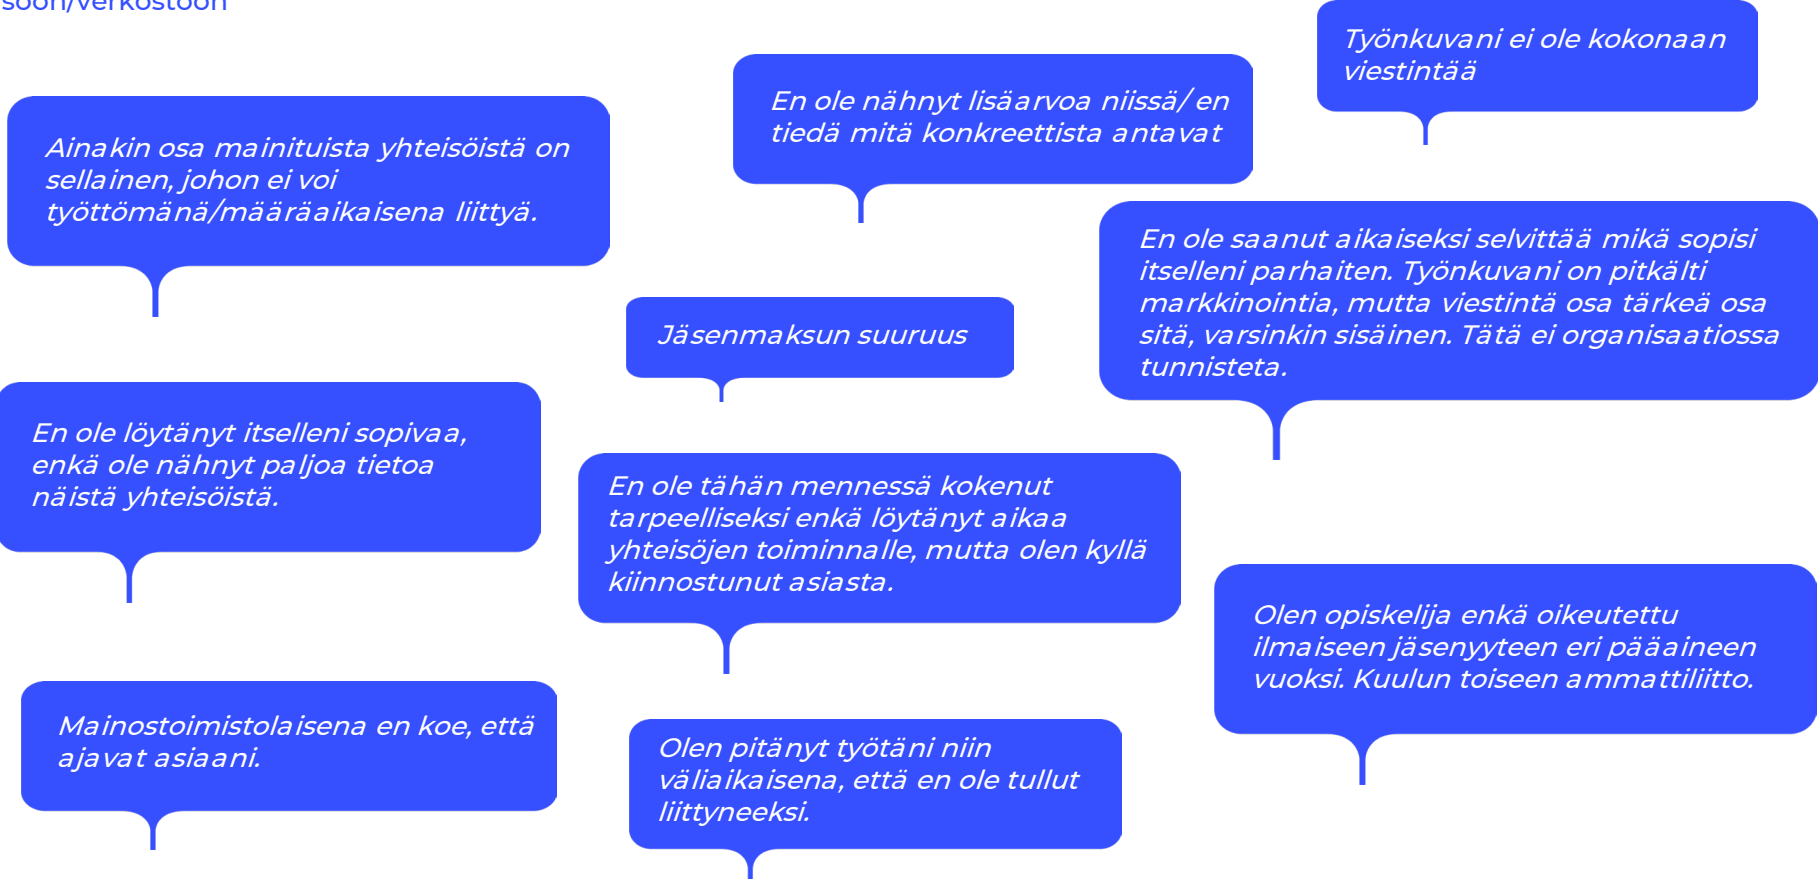 söön/verkostoon
Työnkuvani ei ole kokonaan
viestintää
En ole nähnyt lisäarvoa niissä/en
tiedä mitä konkreettista antavat
Ainakin osa mainituista yhteisöistä on
sellainen, johon ei voi
työttömänä/määräaikaisena liittyä.
En ole saanut aikaiseksi selvittää mikä sopisi
itselleni parhaiten. Työnkuvani on pitkälti
markkinointia, mutta viestintä osa tärkeä osa
sitä, varsinkin sisäinen. Tätä ei organisaatiossa
tunnisteta.
Jäsenmaksun suuruus
En ole löytänyt itselleni sopivaa,
enkä ole nähnyt paljoa tietoa
näistä yhteisöistä.
En ole tähän mennessä kokenut
tarpeelliseksi enkä löytänyt aikaa
yhteisöjen toiminnalle, mutta olen kyllä
kiinnostunut asiasta.
Olen opiskelija enkä oikeutettu
ilmaiseen jäsenyyteen eri pääaineen
vuoksi. Kuulun toiseen ammattiliitto.
Mainostoimistolaisena en koe, että
ajavat asiaani.
Olen pitänyt työtäni niin
väliaikaisena, että en ole tullut
liittyneeksi.